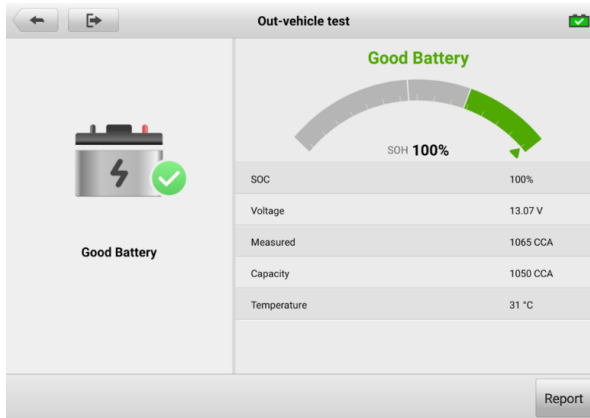 Out-vehicle test
Good Battery
Good Battery
SOH 100%
SOC 100%
Voltage 13.07 V
Measured 1065 CCA
Capacity 1050 CCA
Temperature 31 °C
Report